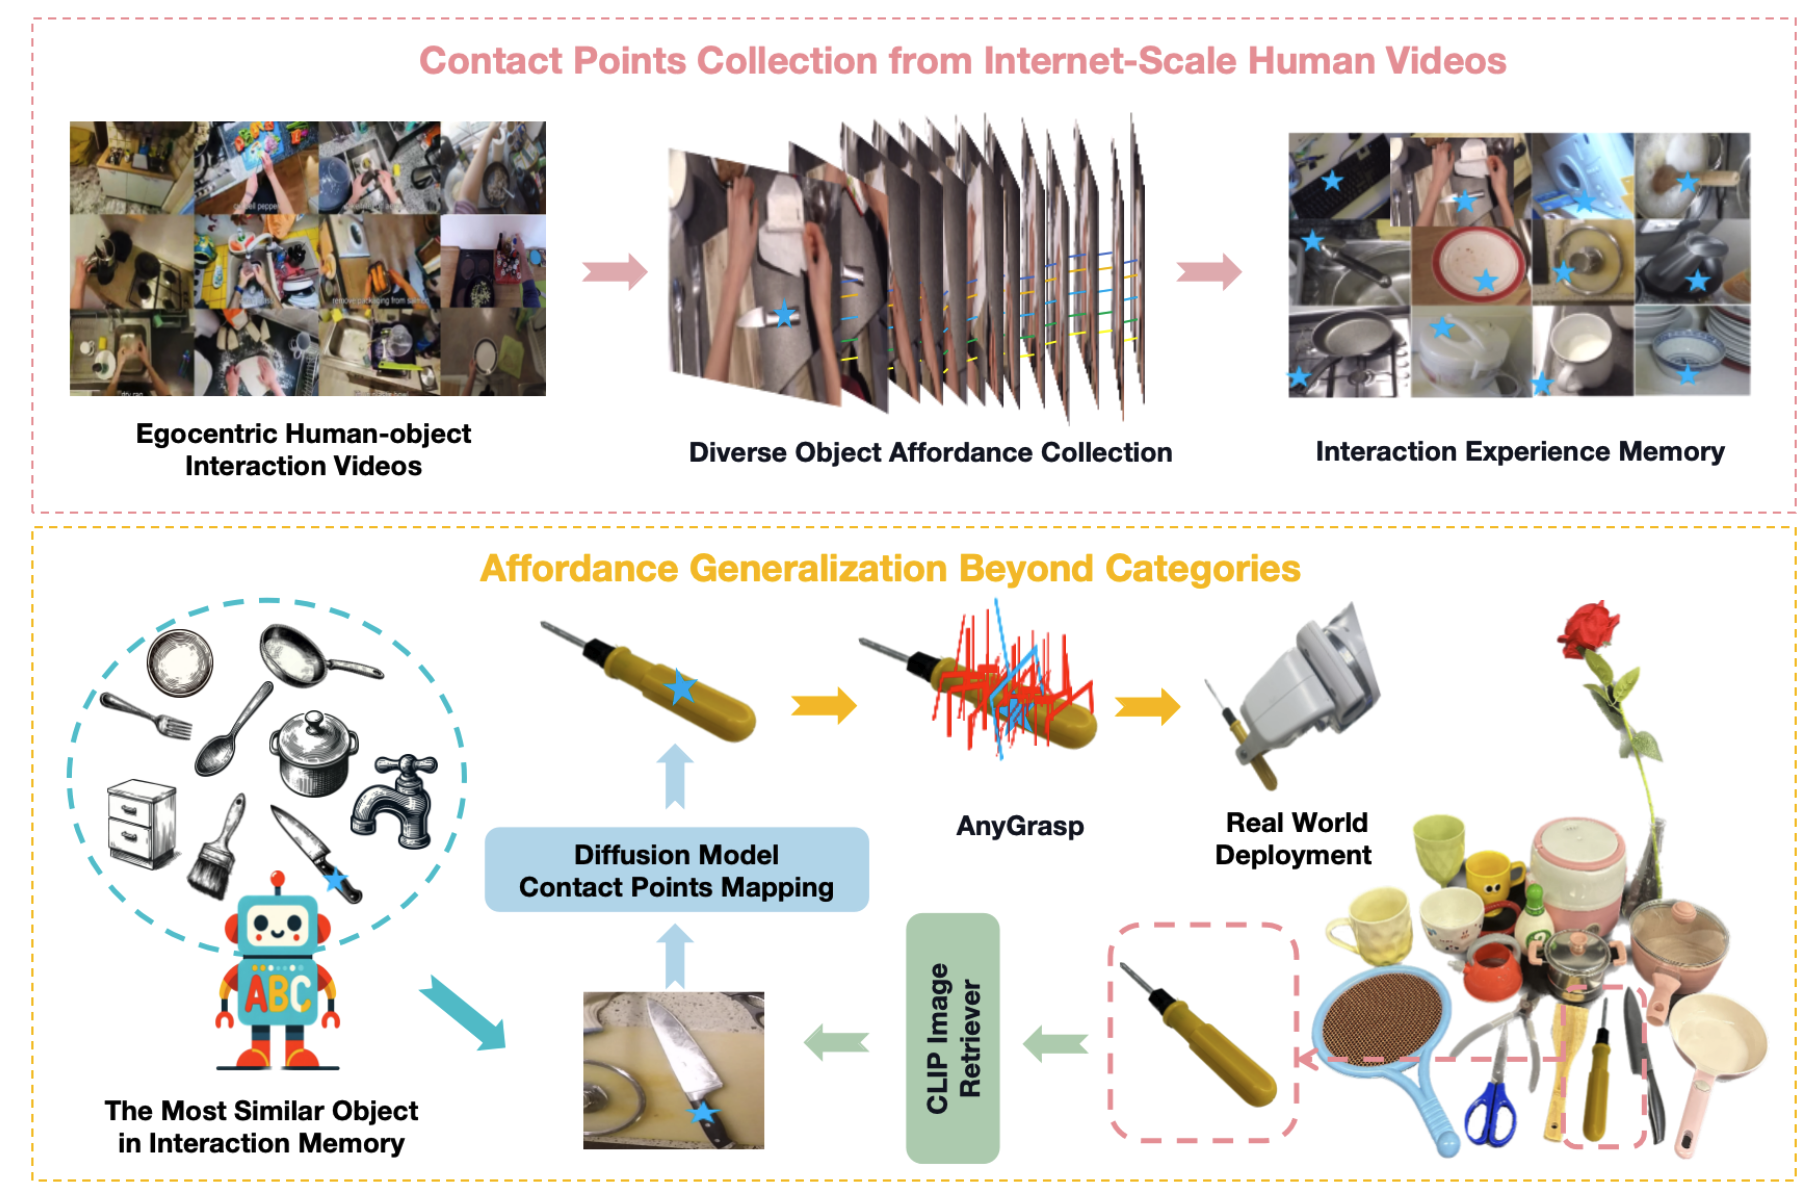 Contact Points Collection from Internet-Scale Human Videos
Egocentric Human-object
Interaction Videos
Diverse Object Affordance Collection
Interaction Experience Memory
Affordance Generalization Beyond Categories
AnyGrasp
Real World
Deployment
Diffusion Model
Contact Points Mapping
CLIP Image
Retriever
ABC
The Most Similar Object
in Interaction Memory